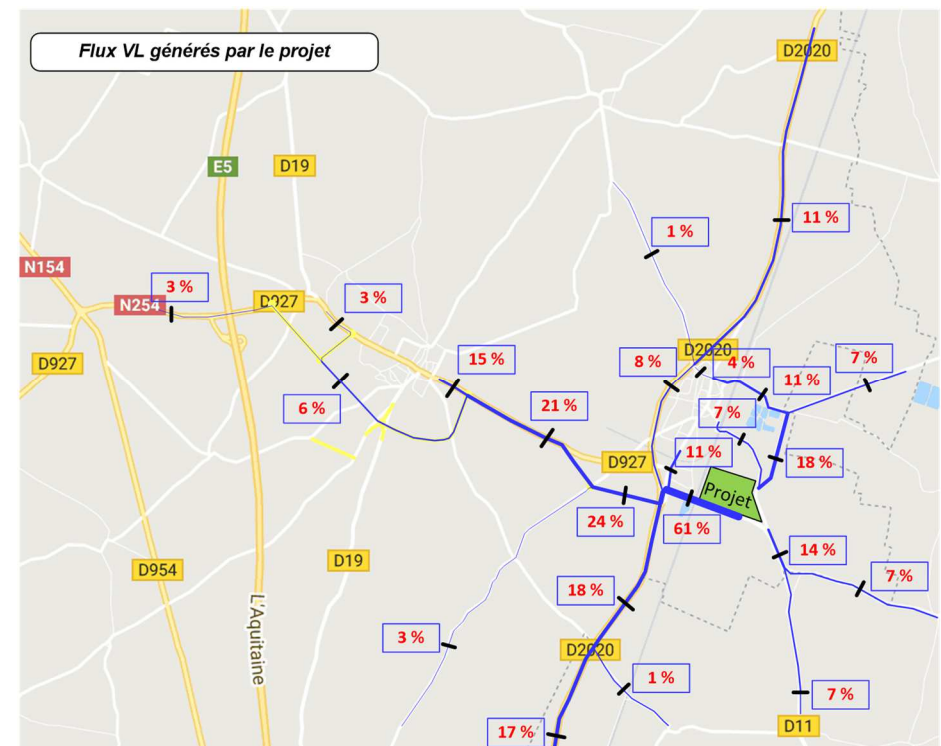 Flux VL générés par le projet
D2020
E5
D19
11 %
1 %
N154
3 %
N254
D927
3 %
D2020
D927
15 %
8 %
4 %
7 %
11 %
6 %
21 %
7 %
11 %
D927
18 %
Projet
24 %
61 %
14 %
D954
D19
7 %
18 %
L'Aquitaine
3 %
D2020
1 %
7 %
D11
17 %